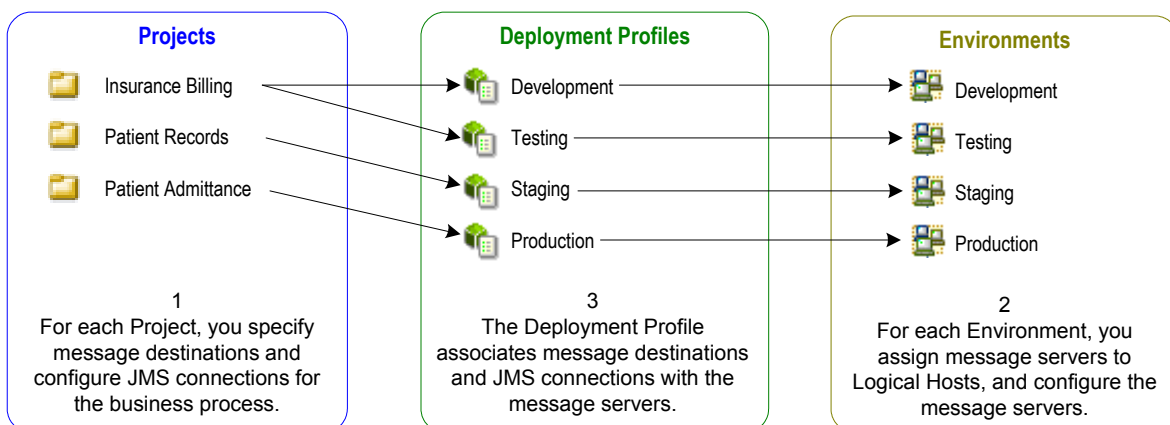 Projects
Insurance Billing
Patient Records
Patient Admittance
1
For each Project, you specify
message destinations and
configure JMS connections for
the business process.
Deployment Profiles
Development
Testing
Staging
Production
3
The Deployment Profile
associates message destinations
and JMS connections with the
message servers.
Environments
Development
Testing
Staging
Production
2
For each Environment, you
assign message servers to
Logical Hosts, and configure the
message servers.